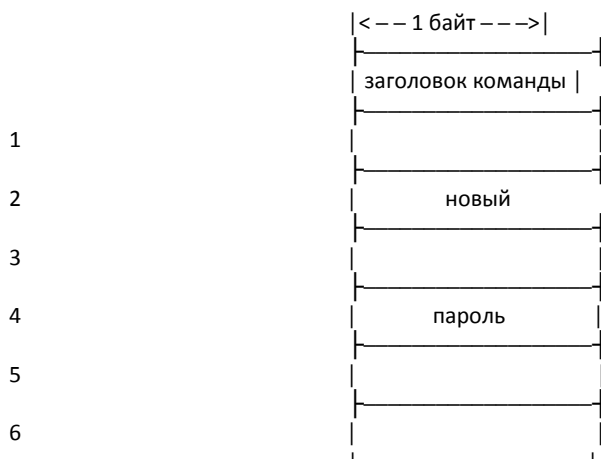 |< – – 1 байт – – –>|
заголовок команды |
1
2 новый
3
4 пароль
5
6